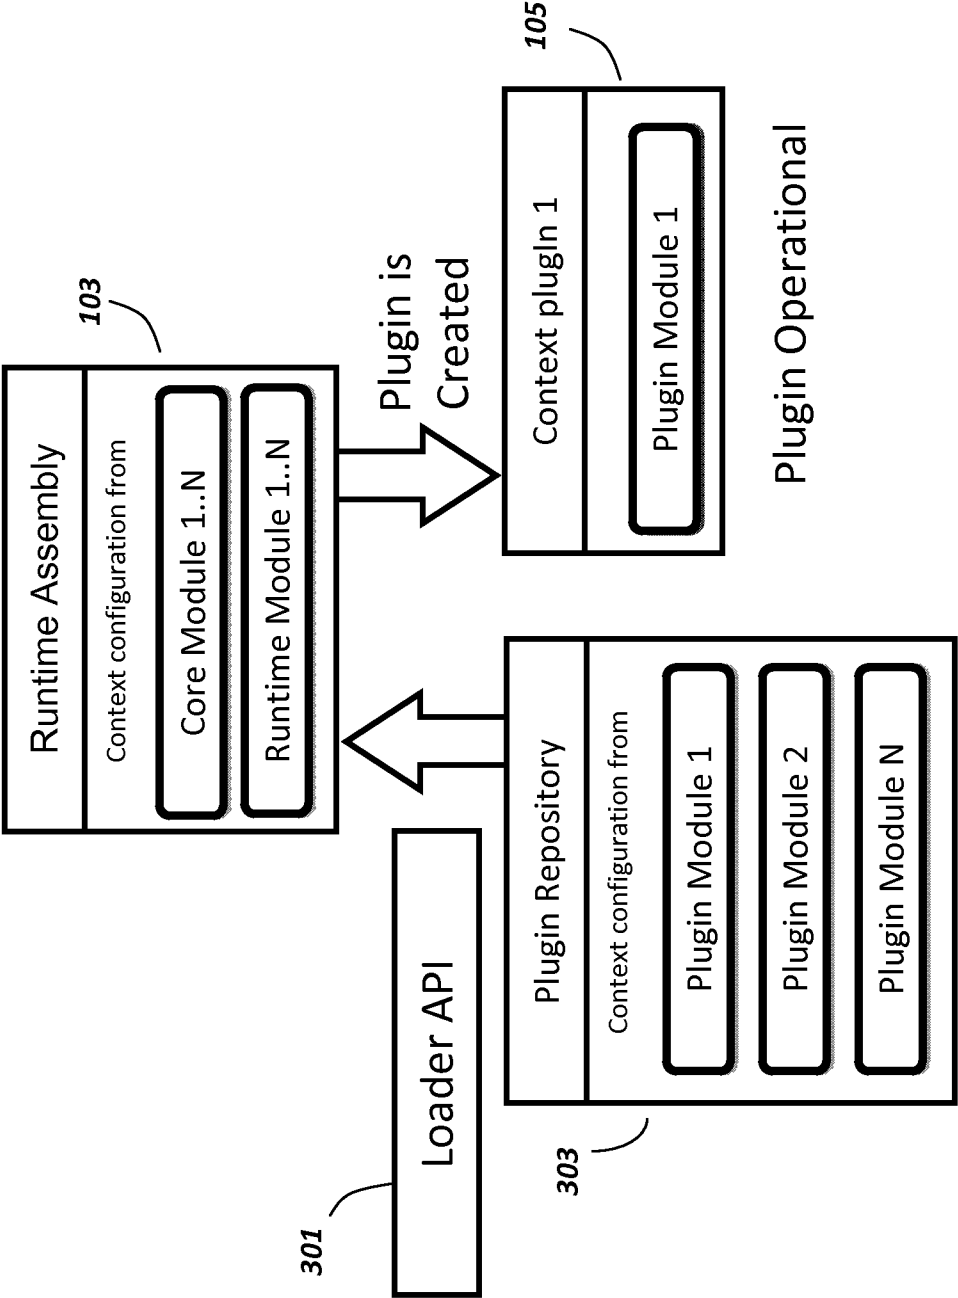 103
Runtime Assembly
Context configuration from
Core Module 1..N
Runtime Module 1..N
301
Loader API
Plugin is
Created
303
Plugin Repository
Context configuration from
Plugin Module 1
Plugin Module 2
Plugin Module N
105
Context plugIn 1
Plugin Module 1
Plugin Operational